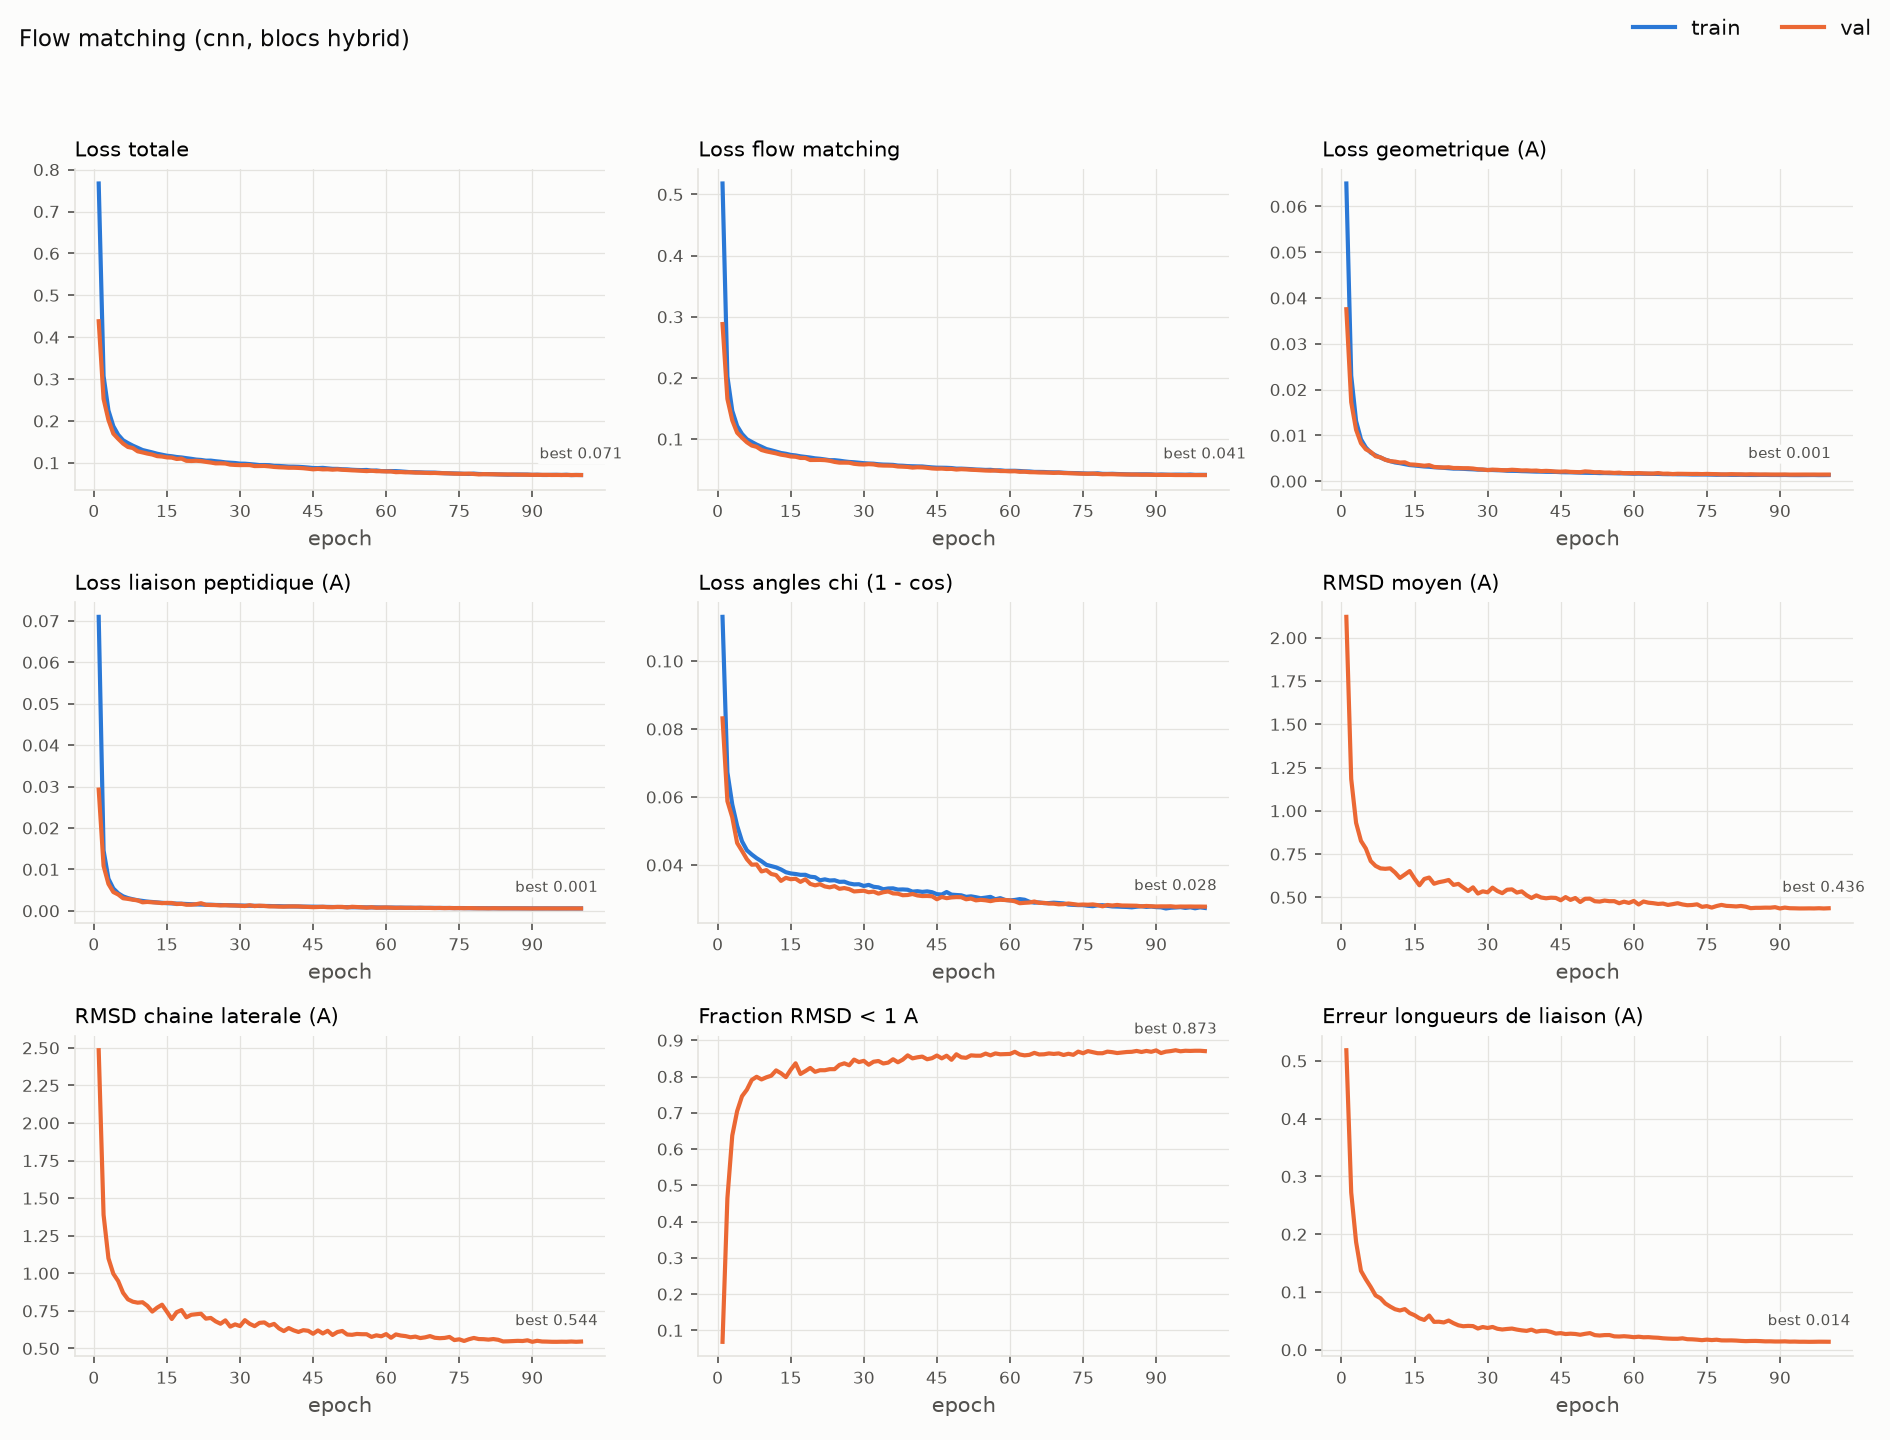 Flow matching (cnn, blocs hybrid)
train
val
Loss totale
0.8
0.7
0.6
0.5
0.4
0.3
0.2
0.1
best 0.071
0 15 30 45 60 75 90
epoch
Loss flow matching
0.5
0.4
0.3
0.2
0.1
best 0.041
0 15 30 45 60 75 90
epoch
Loss geometrique (A)
0.06
0.05
0.04
0.03
0.02
0.01
0.00
best 0.001
0 15 30 45 60 75 90
epoch
Loss liaison peptidique (A)
0.07
0.06
0.05
0.04
0.03
0.02
0.01
0.00
best 0.001
0 15 30 45 60 75 90
epoch
Loss angles chi (1 - cos)
0.10
0.08
0.06
0.04
best 0.028
0 15 30 45 60 75 90
epoch
RMSD moyen (A)
2.00
1.75
1.50
1.25
1.00
0.75
0.50
best 0.436
0 15 30 45 60 75 90
epoch
RMSD chaine laterale (A)
2.50
2.25
2.00
1.75
1.50
1.25
1.00
0.75
0.50
best 0.544
0 15 30 45 60 75 90
epoch
Fraction RMSD < 1 A
best 0.873
0.9
0.8
0.7
0.6
0.5
0.4
0.3
0.2
0.1
0 15 30 45 60 75 90
epoch
Erreur longueurs de liaison (A)
0.5
0.4
0.3
0.2
0.1
0.0
best 0.014
0 15 30 45 60 75 90
epoch